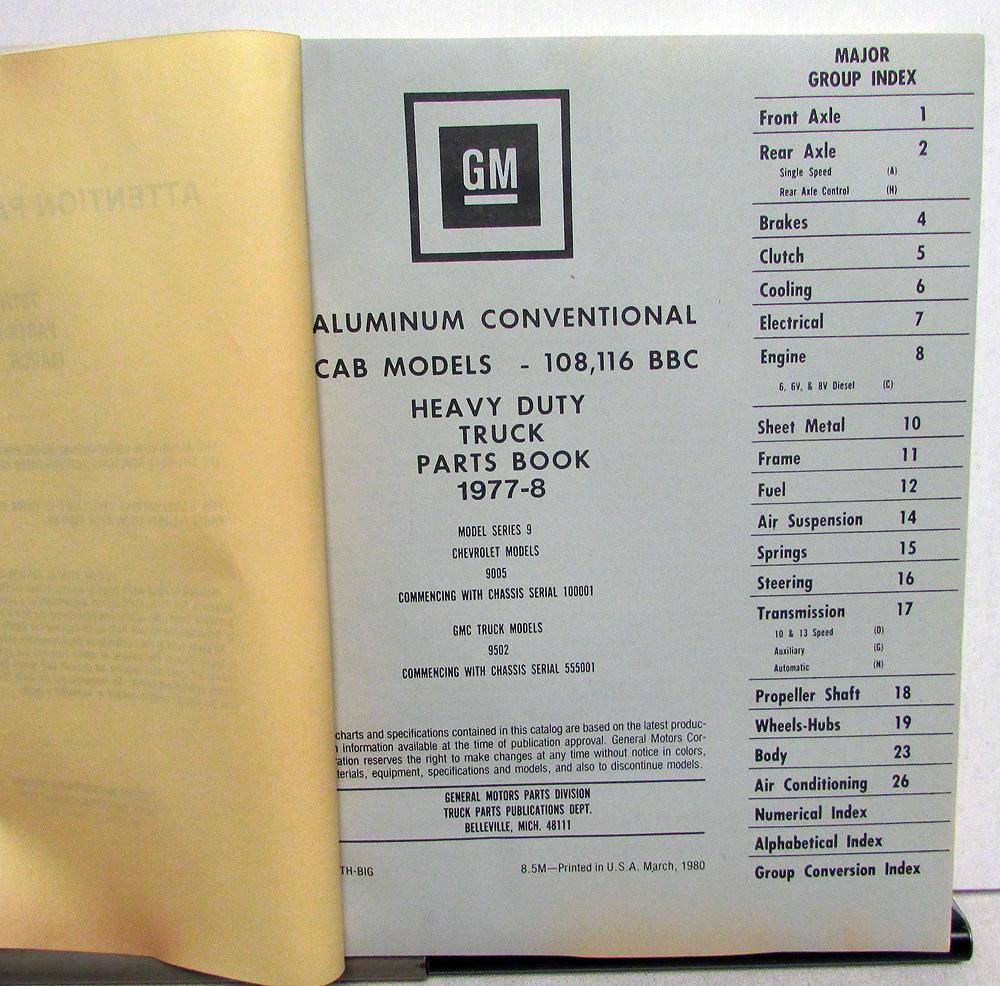 ATTENTION
GM
ALUMINUM CONVENTIONAL
CAB MODELS - 108,116 BBC
HEAVY DUTY
TRUCK
PARTS BOOK
1977-8
MODEL SERIES 9
CHEVROLET MODELS
9005
COMMENCING WITH CHASSIS SERIAL 100001
GMC TRUCK MODELS
9502
COMMENCING WITH CHASSIS SERIAL 555001
charts and specifications contained in this catalog are based on the latest produc-
information available at the time of publication approval. General Motors Cor-
ration reserves the right to make changes at any time without notice in colors,
terials, equipment, specifications and models, and also to discontinue models.
GENERAL MOTORS PARTS DIVISION
TRUCK PARTS PUBLICATIONS DEPT.
BELLEVILLE, MICH. 48111
TH-BIG 8.5M—Printed in U.S.A. March, 1980
MAJOR
GROUP INDEX
Front Axle 1
Rear Axle 2
Single Speed (A)
Rear Axle Control (H)
Brakes 4
Clutch 5
Cooling 6
Electrical 7
Engine 8
6, 6V, & 8V Diesel (C)
Sheet Metal 10
Frame 11
Fuel 12
Air Suspension 14
Springs 15
Steering 16
Transmission 17
10 & 13 Speed (D)
Auxiliary (G)
Automatic (N)
Propeller Shaft 18
Wheels-Hubs 19
Body 23
Air Conditioning 26
Numerical Index
Alphabetical Index
Group Conversion Index